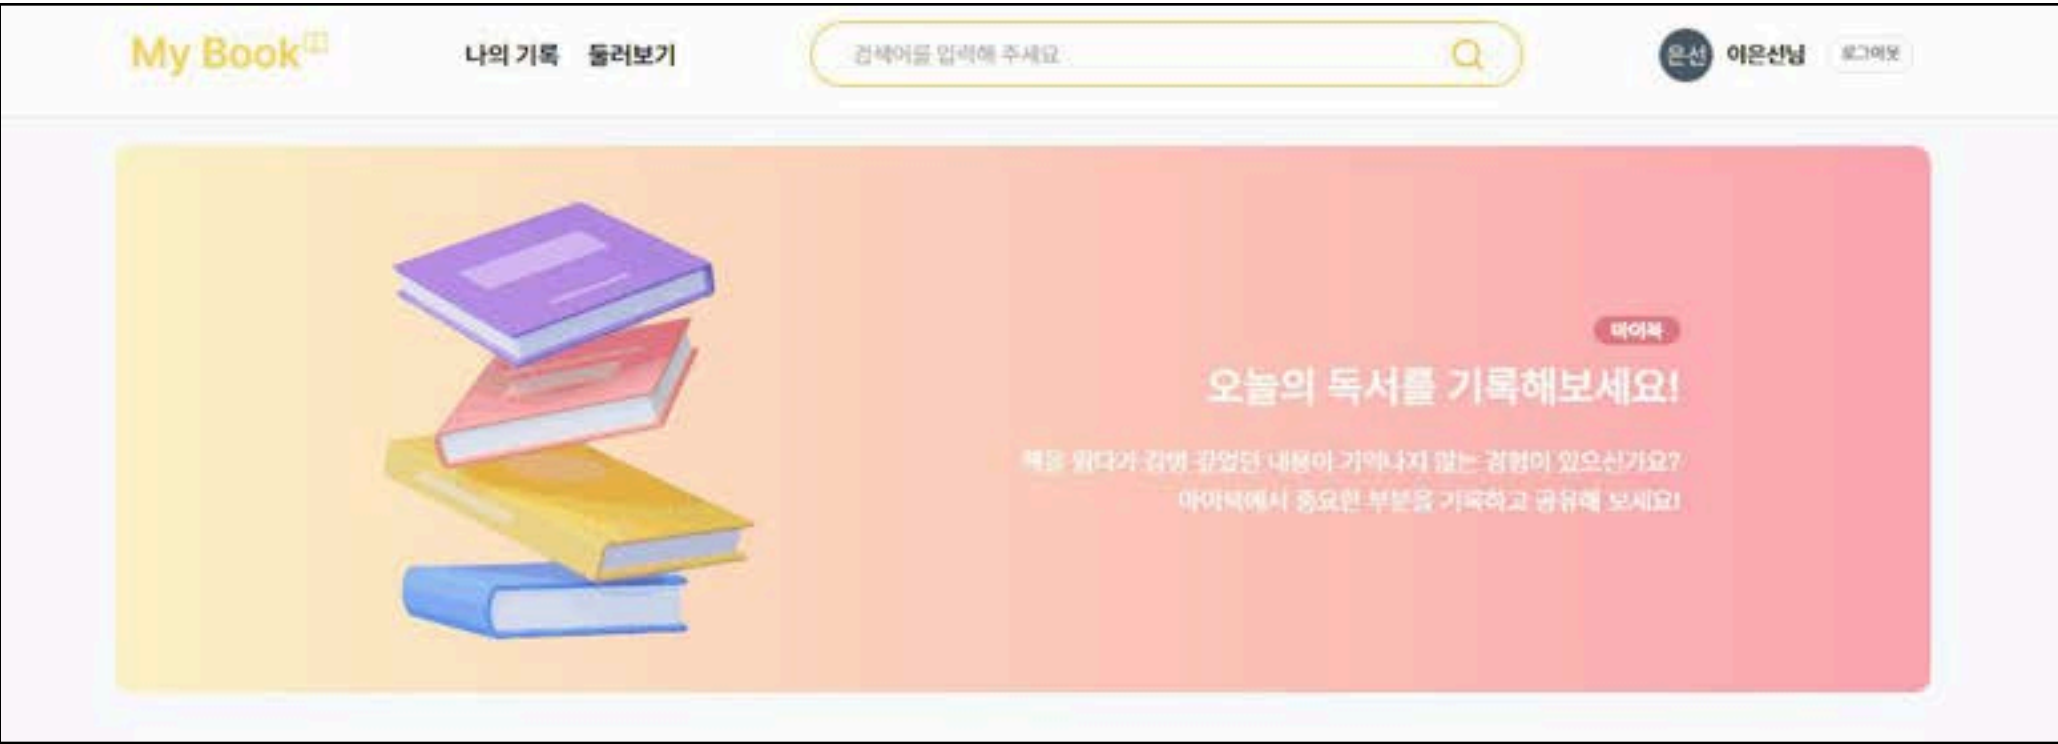 My Book
나의 기록 둘러보기
검색어를 입력해 주세요
은선 이은선님 로그아웃
마이북
오늘의 독서를 기록해보세요!
책을 읽다가 감명 깊었던 내용이 기억나지 않는 경험이 있으신가요?
마이북에서 중요한 부분을 기록하고 공유해 보세요!